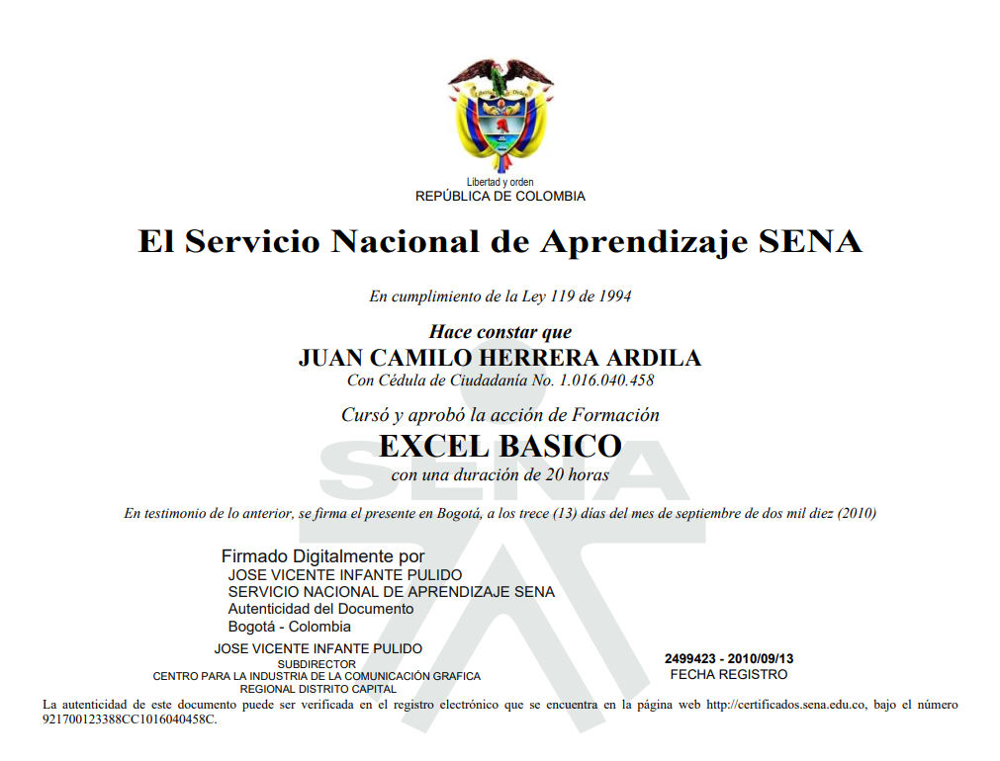 Libertad y Orden
Libertad y orden
REPÚBLICA DE COLOMBIA
El Servicio Nacional de Aprendizaje SENA
En cumplimiento de la Ley 119 de 1994
Hace constar que
JUAN CAMILO HERRERA ARDILA
Con Cédula de Ciudadanía No. 1.016.040.458
Cursó y aprobó la acción de Formación
EXCEL BASICO
SENA
con una duración de 20 horas
En testimonio de lo anterior, se firma el presente en Bogotá, a los trece (13) días del mes de septiembre de dos mil diez (2010)
Firmado Digitalmente por
JOSE VICENTE INFANTE PULIDO
SERVICIO NACIONAL DE APRENDIZAJE SENA
Autenticidad del Documento
Bogotá - Colombia
JOSE VICENTE INFANTE PULIDO
SUBDIRECTOR
CENTRO PARA LA INDUSTRIA DE LA COMUNICACIÓN GRAFICA
REGIONAL DISTRITO CAPITAL
2499423 - 2010/09/13
FECHA REGISTRO
La autenticidad de este documento puede ser verificada en el registro electrónico que se encuentra en la página web http://certificados.sena.edu.co, bajo el número
921700123388CC1016040458C.